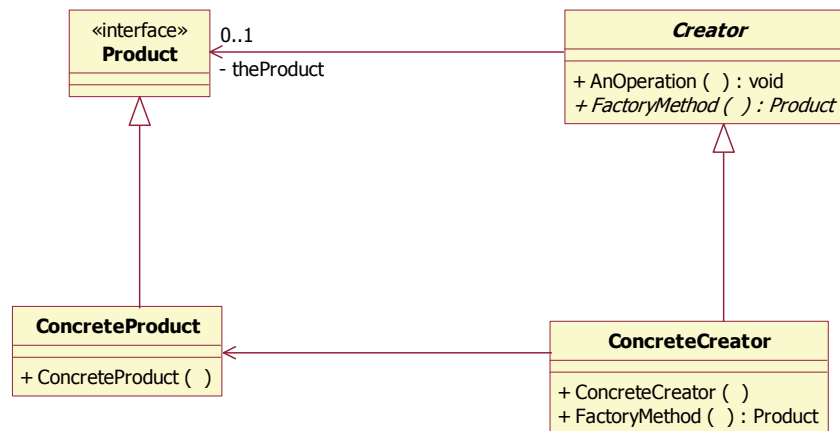 «interface»
Product
0..1
- theProduct
Creator
+ AnOperation ( ) : void
+ FactoryMethod ( ) : Product
ConcreteProduct
+ ConcreteProduct ( )
ConcreteCreator
+ ConcreteCreator ( )
+ FactoryMethod ( ) : Product